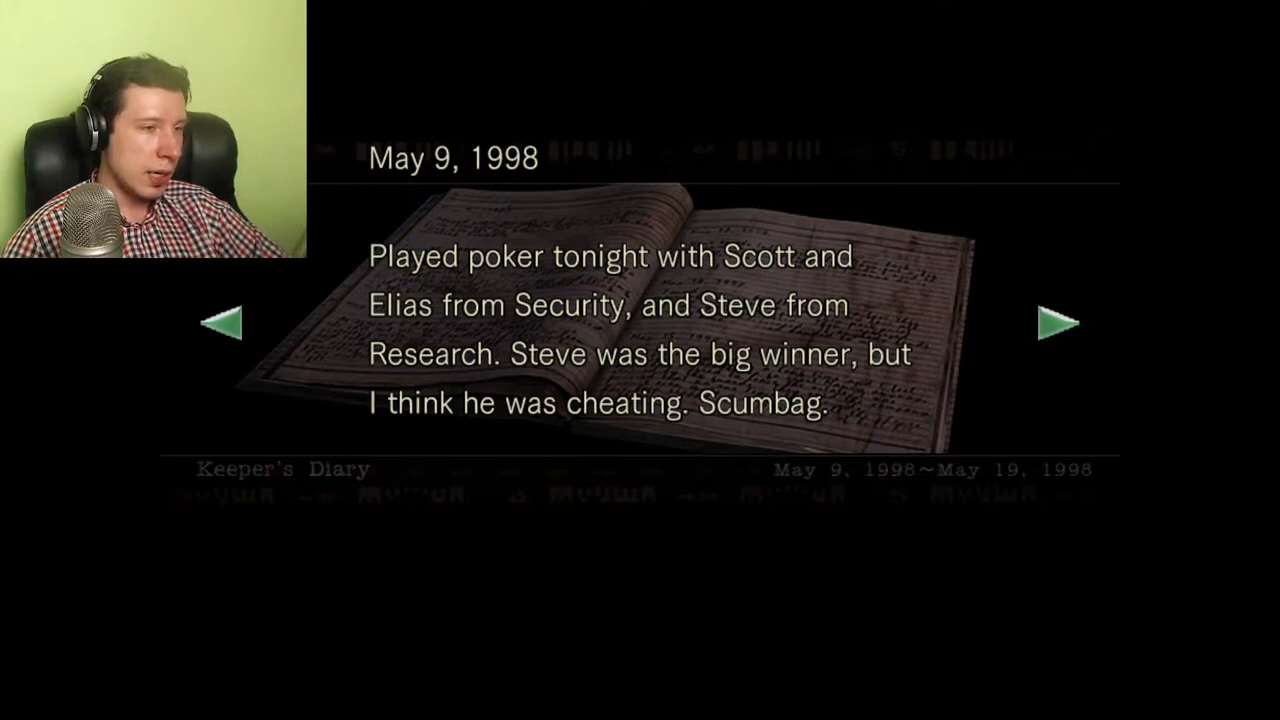 May 9, 1998
Played poker tonight with Scott and
Elias from Security, and Steve from
Research. Steve was the big winner, but
I think he was cheating. Scumbag.
Keeper's Diary
May 9, 1998~May 19, 1998